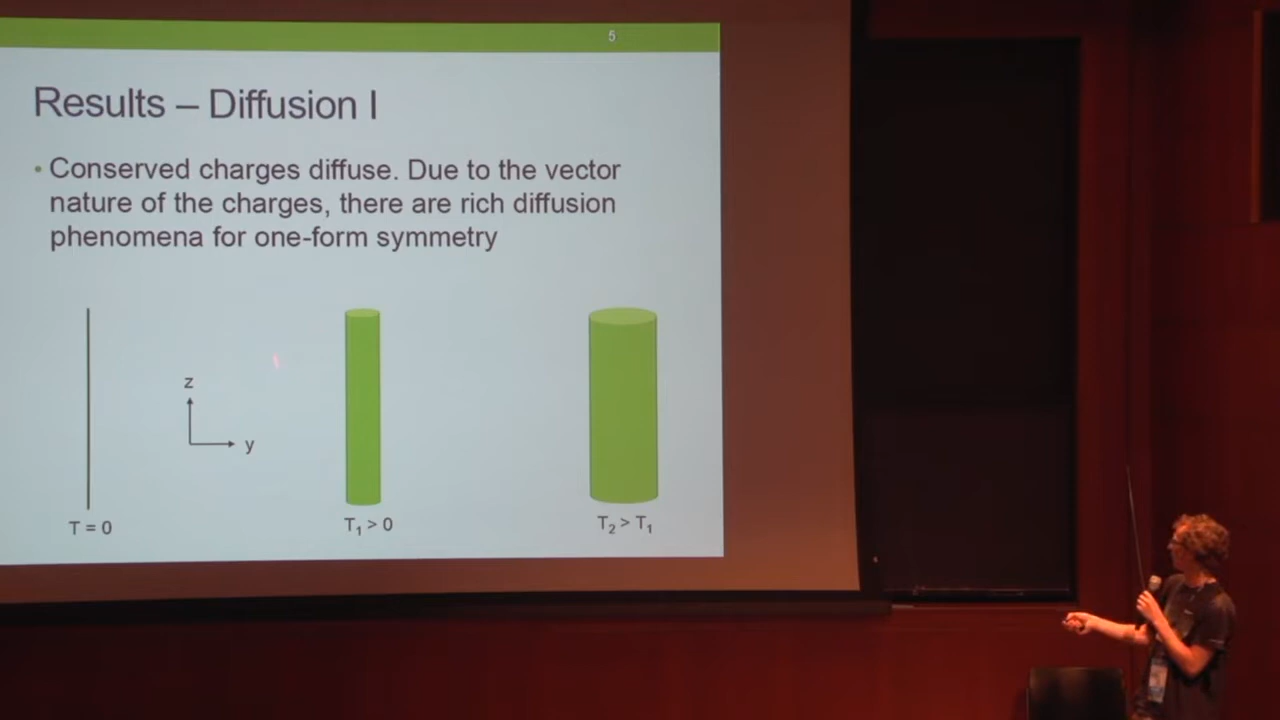 5
Results – Diffusion I
• Conserved charges diffuse. Due to the vector
nature of the charges, there are rich diffusion
phenomena for one-form symmetry
z
y
T = 0
T₁ > 0
T₂ > T₁